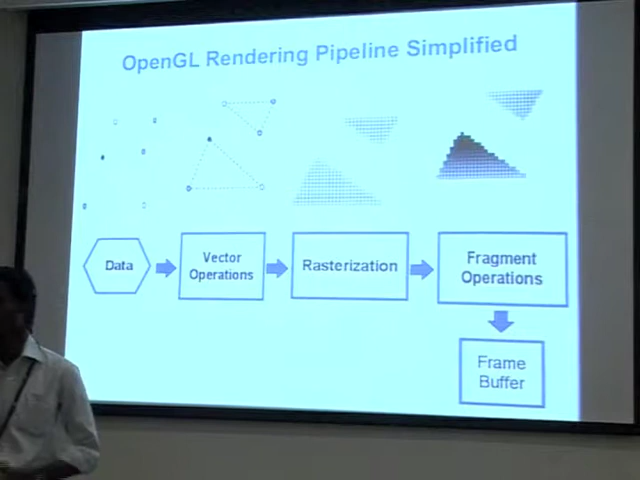 OpenGL Rendering Pipeline Simplified
Data
Vector
Operations
Rasterization
Fragment
Operations
Frame
Buffer